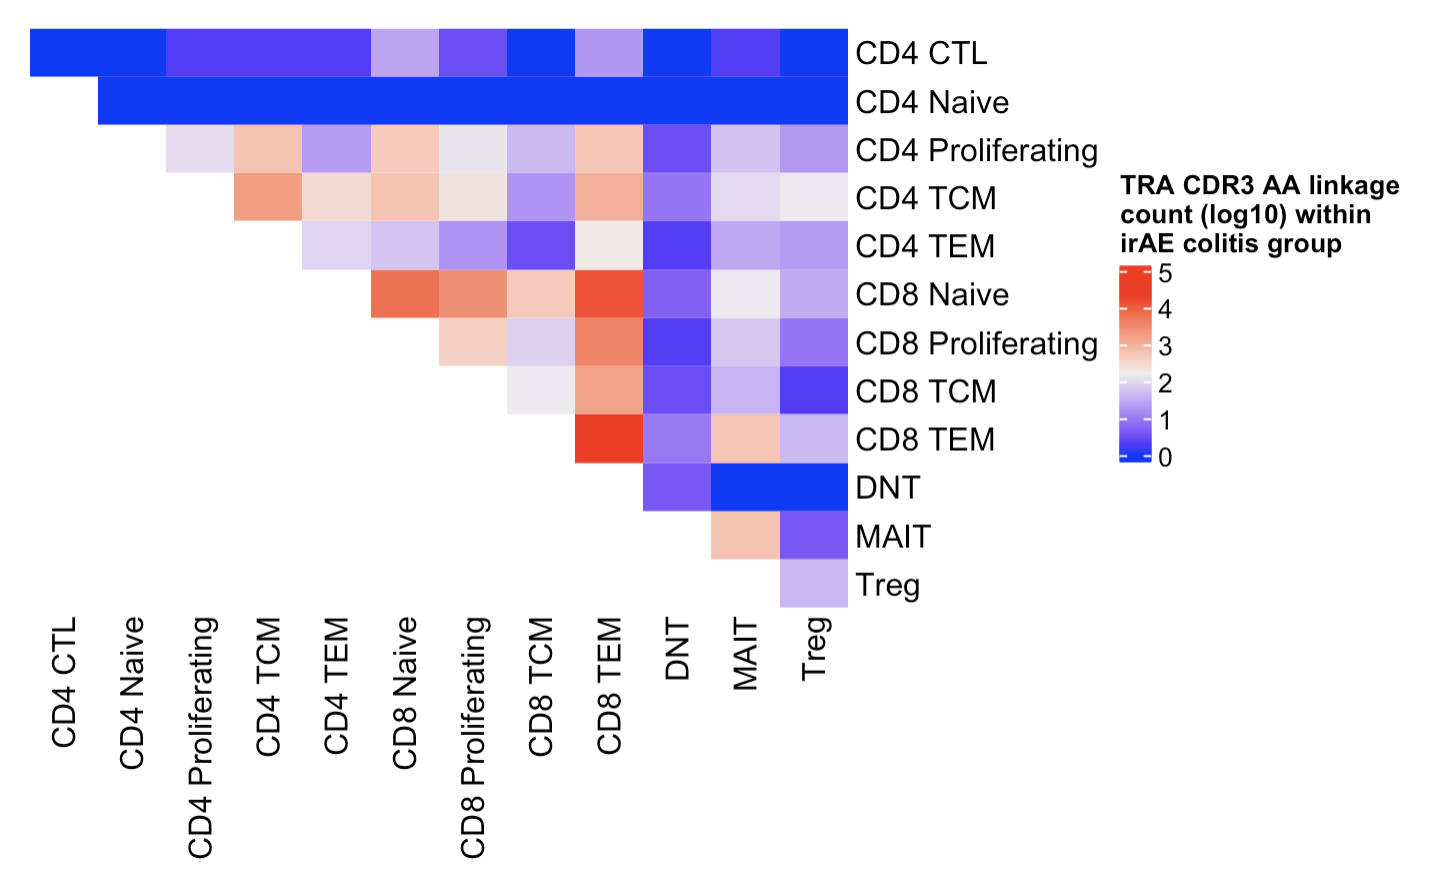 CD4 CTL
CD4 Naive
CD4 Proliferating
CD4 TCM
CD4 TEM
CD8 Naive
CD8 Proliferating
CD8 TCM
CD8 TEM
DNT
MAIT
Treg
TRA CDR3 AA linkage
count (log10) within
irAE colitis group
5
4
3
2
1
0
CD4 CTL
CD4 Naive
CD4 Proliferating
CD4 TCM
CD4 TEM
CD8 Naive
CD8 Proliferating
CD8 TCM
CD8 TEM
DNT
MAIT
Treg